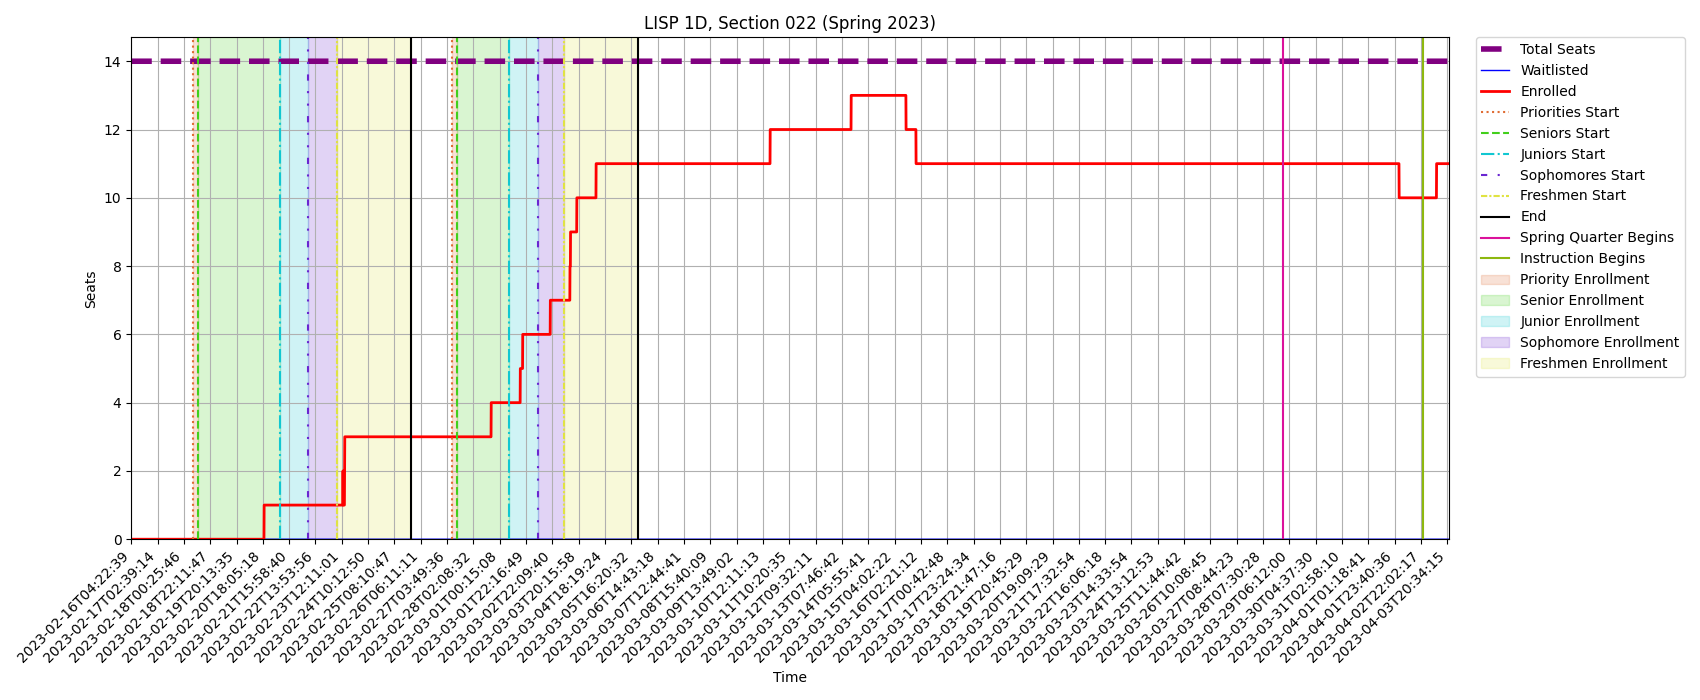 LISP 1D, Section 022 (Spring 2023)
Seats
14
12
10
8
6
4
2
0
2023-02-16T04:22:39
2023-02-17T02:39:14
2023-02-18T00:25:46
2023-02-18T22:11:47
2023-02-19T20:13:35
2023-02-20T18:05:18
2023-02-21T15:58:40
2023-02-22T13:53:56
2023-02-23T12:11:01
2023-02-24T10:12:50
2023-02-25T08:10:47
2023-02-26T06:11:11
2023-02-27T03:49:36
2023-02-28T02:08:32
2023-03-01T00:15:08
2023-03-01T22:16:49
2023-03-02T22:09:40
2023-03-03T20:15:58
2023-03-04T18:19:24
2023-03-05T16:20:32
2023-03-06T14:43:18
2023-03-07T12:44:41
2023-03-08T15:40:09
2023-03-09T13:49:02
2023-03-10T12:11:13
2023-03-11T10:20:35
2023-03-12T09:32:11
2023-03-13T07:46:42
2023-03-14T05:55:41
2023-03-15T04:02:22
2023-03-16T02:21:12
2023-03-17T00:42:48
2023-03-17T23:24:34
2023-03-18T21:47:16
2023-03-19T20:45:29
2023-03-20T19:09:29
2023-03-21T17:32:54
2023-03-22T16:06:18
2023-03-23T14:33:54
2023-03-24T13:12:53
2023-03-25T11:44:42
2023-03-26T10:08:45
2023-03-27T08:44:23
2023-03-28T07:30:28
2023-03-29T06:12:00
2023-03-30T04:37:30
2023-03-31T02:58:10
2023-04-01T01:18:41
2023-04-01T23:40:36
2023-04-02T22:02:17
2023-04-03T20:34:15
Time
Total Seats
Waitlisted
Enrolled
Priorities Start
Seniors Start
Juniors Start
Sophomores Start
Freshmen Start
End
Spring Quarter Begins
Instruction Begins
Priority Enrollment
Senior Enrollment
Junior Enrollment
Sophomore Enrollment
Freshmen Enrollment